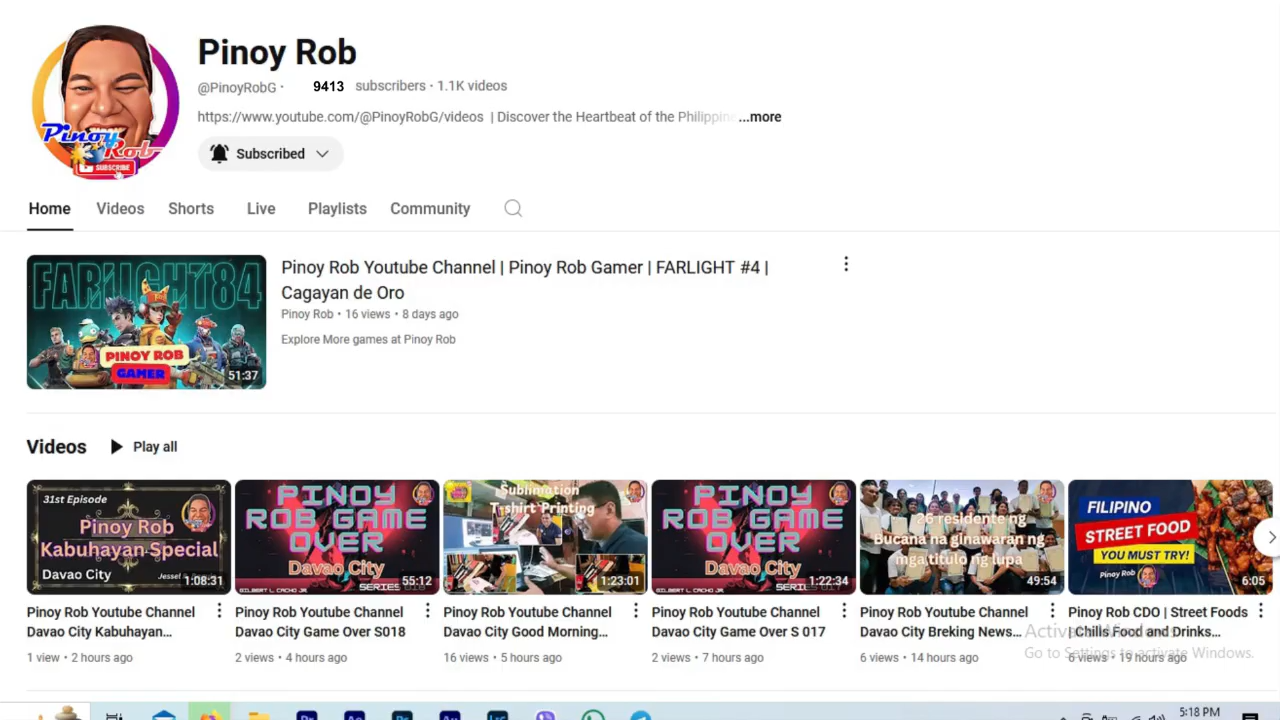 Pinoy Rob
@PinoyRobG · 9413 subscribers · 1.1K videos
https://www.youtube.com/@PinoyRobG/videos | Discover the Heartbeat of the Philippin ...more
Pinoy
Rob
SUBSCRIBE
Subscribed
Home Videos Shorts Live Playlists Community
FARLIGHT84
PINOY ROB
GAMER
51:37
Pinoy Rob Youtube Channel | Pinoy Rob Gamer | FARLIGHT #4 |
Cagayan de Oro
Pinoy Rob · 16 views · 8 days ago
Explore More games at Pinoy Rob
Videos Play all
31st Episode
Pinoy Rob
Kabuhayan Special
Davao City
1:08:31
Pinoy Rob Youtube Channel
Davao City Kabuhayan...
1 view · 2 hours ago
PINOY
ROB GAME
OVER
Davao City
55:12
GILBERT L. CACHO JR.
Pinoy Rob Youtube Channel
Davao City Game Over S018
2 views · 4 hours ago
Sublimation
T-shirt Printing
1:23:01
Pinoy Rob Youtube Channel
Davao City Good Morning...
16 views · 5 hours ago
PINOY
ROB GAME
OVER
Davao City
1:22:34
GILBERT L. CACHO JR.
Pinoy Rob Youtube Channel
Davao City Game Over S 017
2 views · 7 hours ago
26 residente ng
Bucana na ginawaran ng
mga titulo ng lupa
49:54
Pinoy Rob Youtube Channel
Davao City Breking News...
6 views · 14 hours ago
FILIPINO
STREET FOOD
YOU MUST TRY!
Pinoy Rob
6:05
Pinoy Rob CDO | Street Foods
| Chills Food and Drinks...
6 views · 19 hours ago
Activate Windows
Go to Settings to activate Windows.
5:18 PM